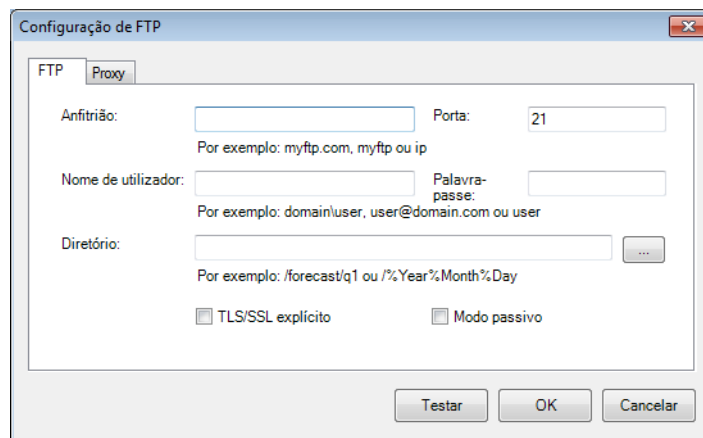 Configuração de FTP
FTP Proxy
Anfitrião: Porta: 21
Por exemplo: myftp.com, myftp ou ip
Nome de utilizador: Palavra-
passe:
Por exemplo: domain\user, user@domain.com ou user
Diretório: ...
Por exemplo: /forecast/q1 ou /%Year%Month%Day
TLS/SSL explícito Modo passivo
Testar OK Cancelar